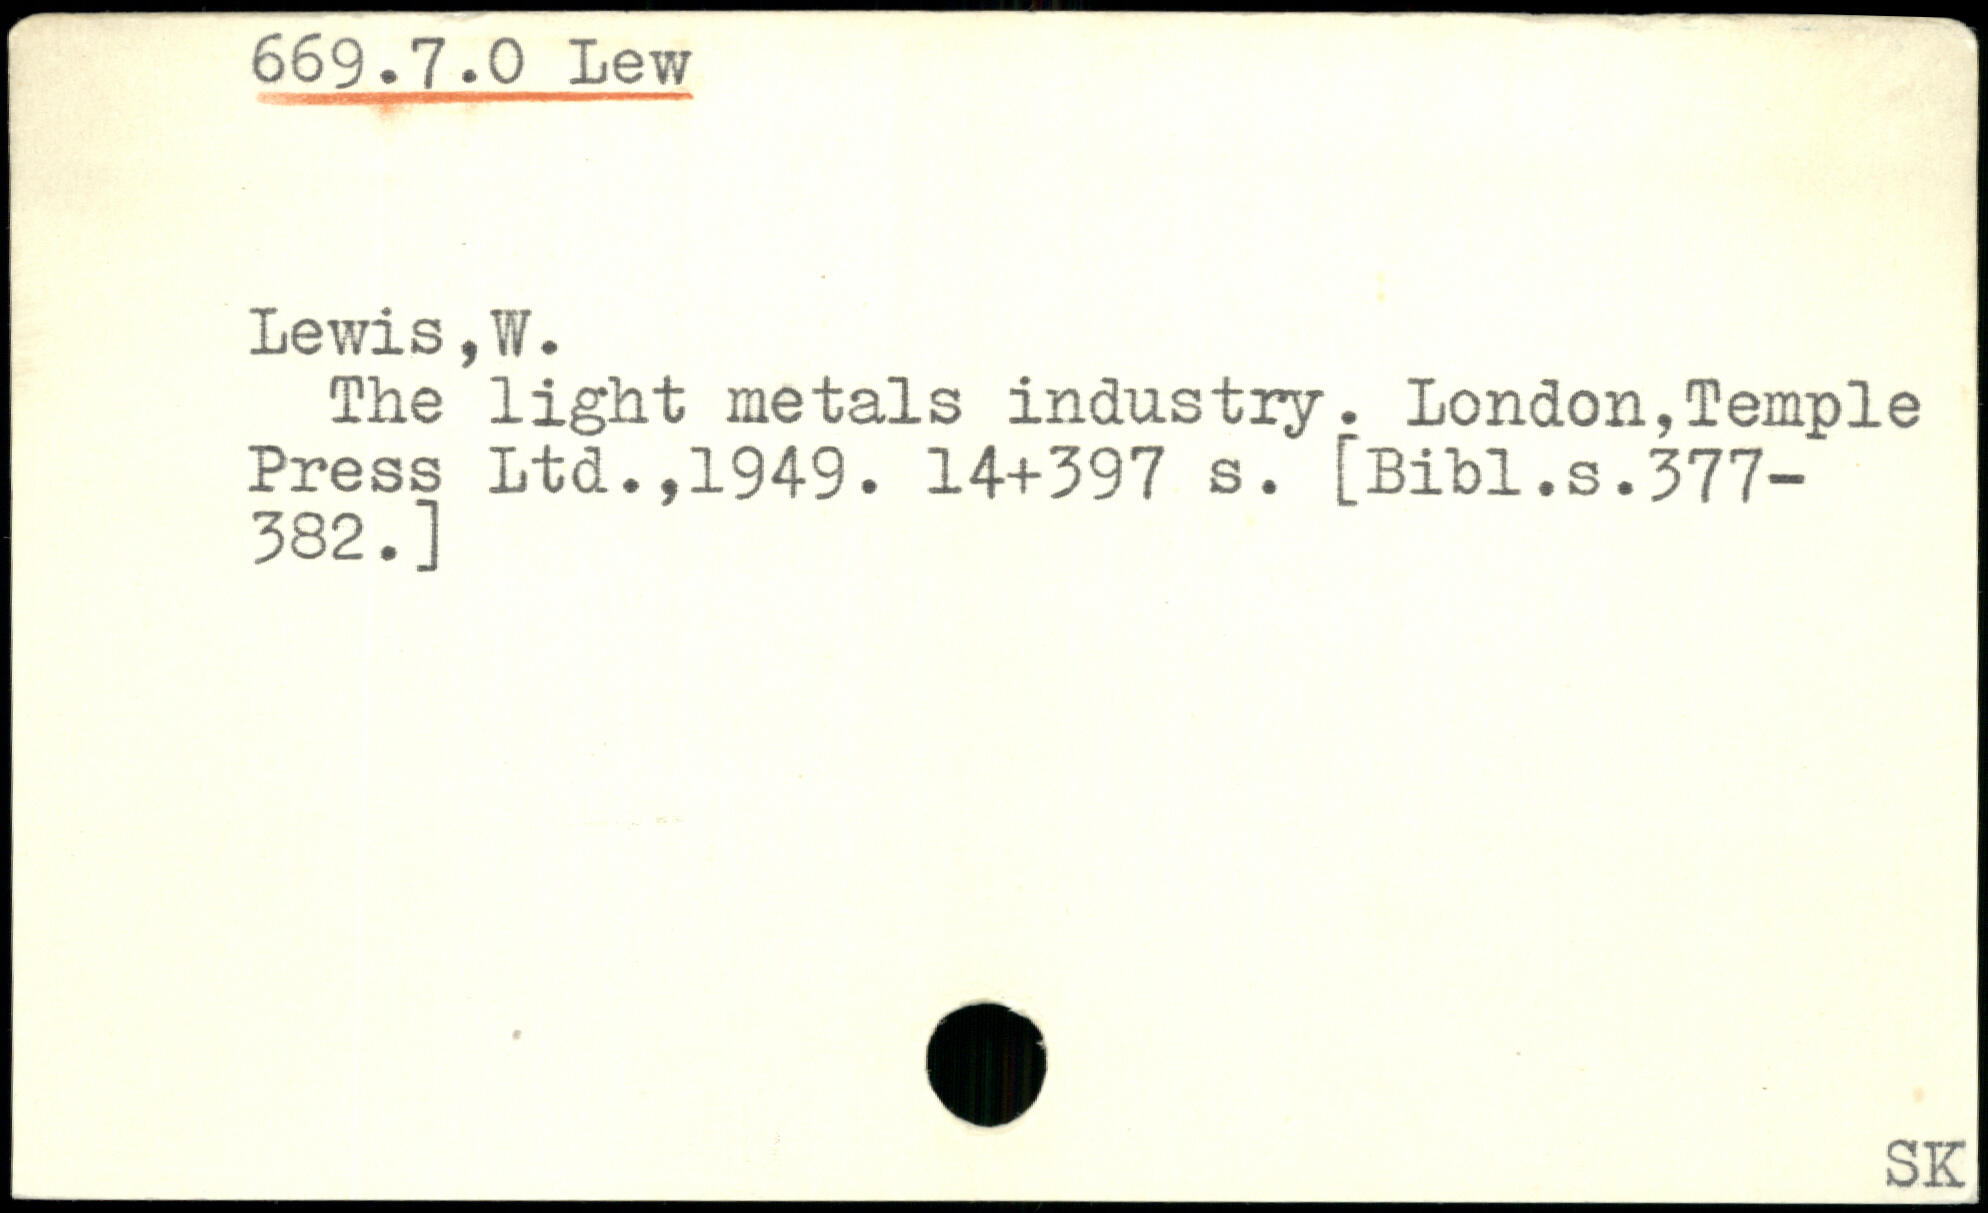 669.7.0 Lew
Lewis,W.
The light metals industry. London,Temple
Press Ltd.,1949. 14+397 s. [Bibl.s.377-
382.]
SK